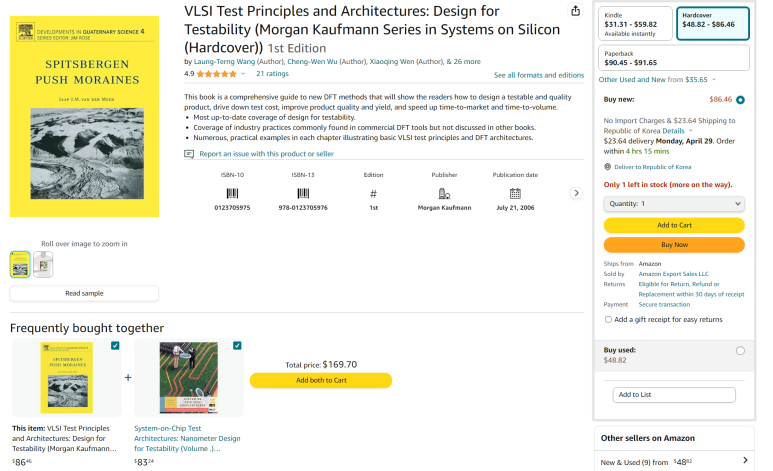 DEVELOPMENTS IN QUATERNARY SCIENCE 4
SERIES EDITOR: JIM ROSE
SPITSBERGEN
PUSH MORAINES
JAAP J.M. VAN DER MEER
Roll over image to zoom in
Read sample
VLSI Test Principles and Architectures: Design for
Testability (Morgan Kaufmann Series in Systems on Silicon
(Hardcover)) 1st Edition
by Laung-Terng Wang (Author), Cheng-Wen Wu (Author), Xiaoqing Wen (Author), & 26 more
4.9 21 ratings
See all formats and editions
This book is a comprehensive guide to new DFT methods that will show the readers how to design a testable and quality
product, drive down test cost, improve product quality and yield, and speed up time-to-market and time-to-volume.
• Most up-to-date coverage of design for testability.
• Coverage of industry practices commonly found in commercial DFT tools but not discussed in other books.
• Numerous, practical examples in each chapter illustrating basic VLSI test principles and DFT architectures.
Report an issue with this product or seller
ISBN-10 ISBN-13 Edition Publisher Publication date
#
0123705975 978-0123705976 1st Morgan Kaufmann July 21, 2006
Kindle
$31.31 - $59.82
Available instantly
Hardcover
$48.82 - $86.46
Paperback
$90.45 - $91.65
Other Used and New from $35.65
Buy new: $86.46
No Import Charges & $23.64 Shipping to
Republic of Korea Details
$23.64 delivery Monday, April 29. Order
within 4 hrs 15 mins
Deliver to Republic of Korea
Only 1 left in stock (more on the way).
Quantity: 1
Add to Cart
Buy Now
Ships from Amazon
Sold by Amazon Export Sales LLC
Returns Eligible for Return, Refund or
Replacement within 30 days of receipt
Payment Secure transaction
Add a gift receipt for easy returns
Buy used:
$48.82
Add to List
Other sellers on Amazon
New & Used (9) from $48⁸²
Frequently bought together
SPITSBERGEN
PUSH MORAINES
+
Total price: $169.70
Add both to Cart
This item: VLSI Test Principles
and Architectures: Design for
Testability (Morgan Kaufmann...
$86⁴⁶
System-on-Chip Test
Architectures: Nanometer Design
for Testability (Volume .)...
$83²⁴